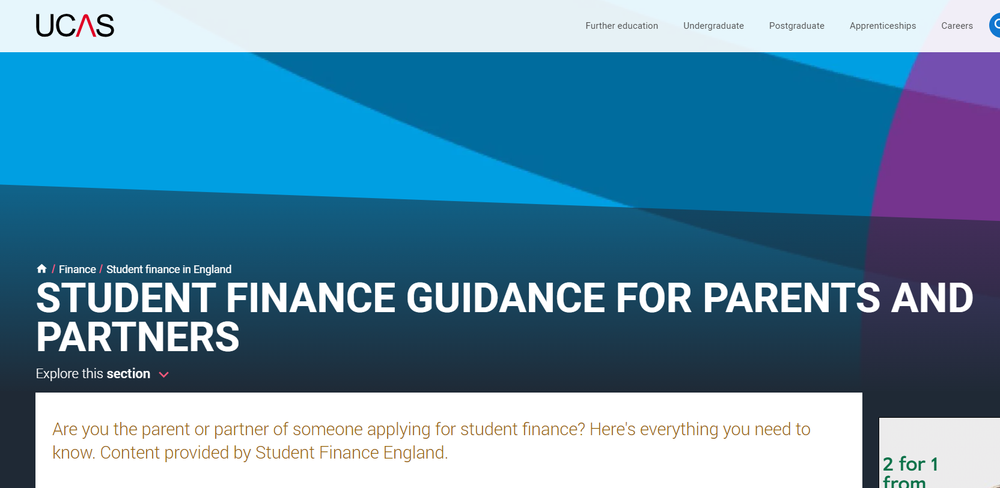 UCAS
Further education Undergraduate Postgraduate Apprenticeships Careers
/ Finance / Student finance in England
STUDENT FINANCE GUIDANCE FOR PARENTS AND
PARTNERS
Explore this section
Are you the parent or partner of someone applying for student finance? Here's everything you need to
know. Content provided by Student Finance England.
2 for 1
from